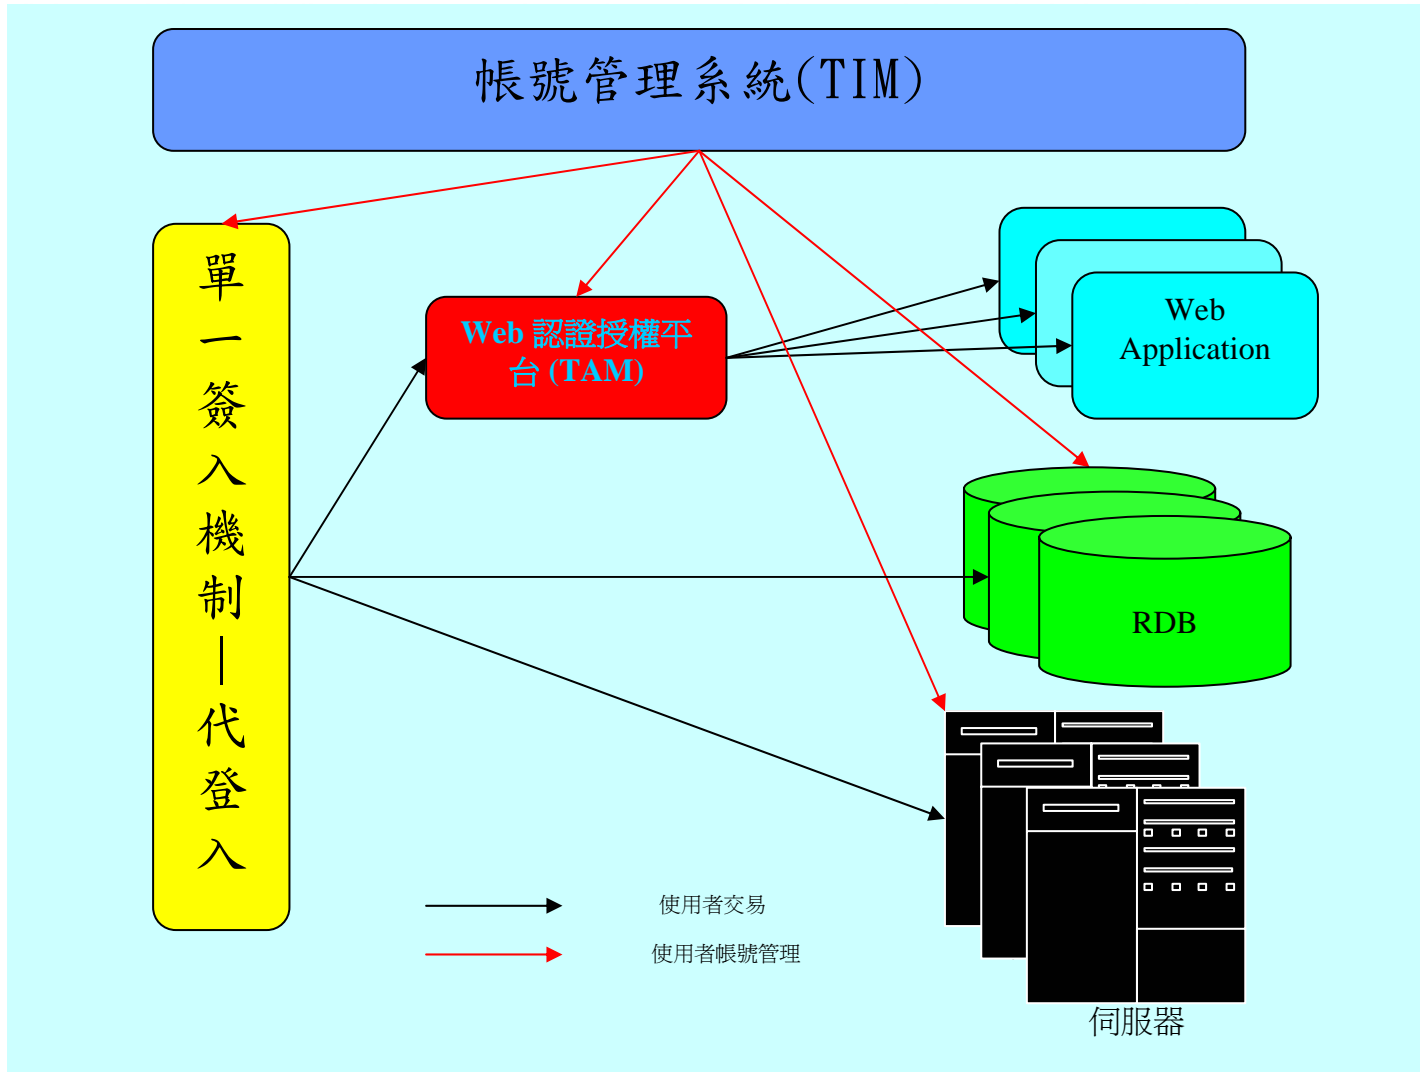 帳號管理系統(TIM)
單
一
簽
入
機
制
—
代
登
入
Web 認證授權平
台 (TAM)
Web
Application
RDB
使用者交易
使用者帳號管理
伺服器